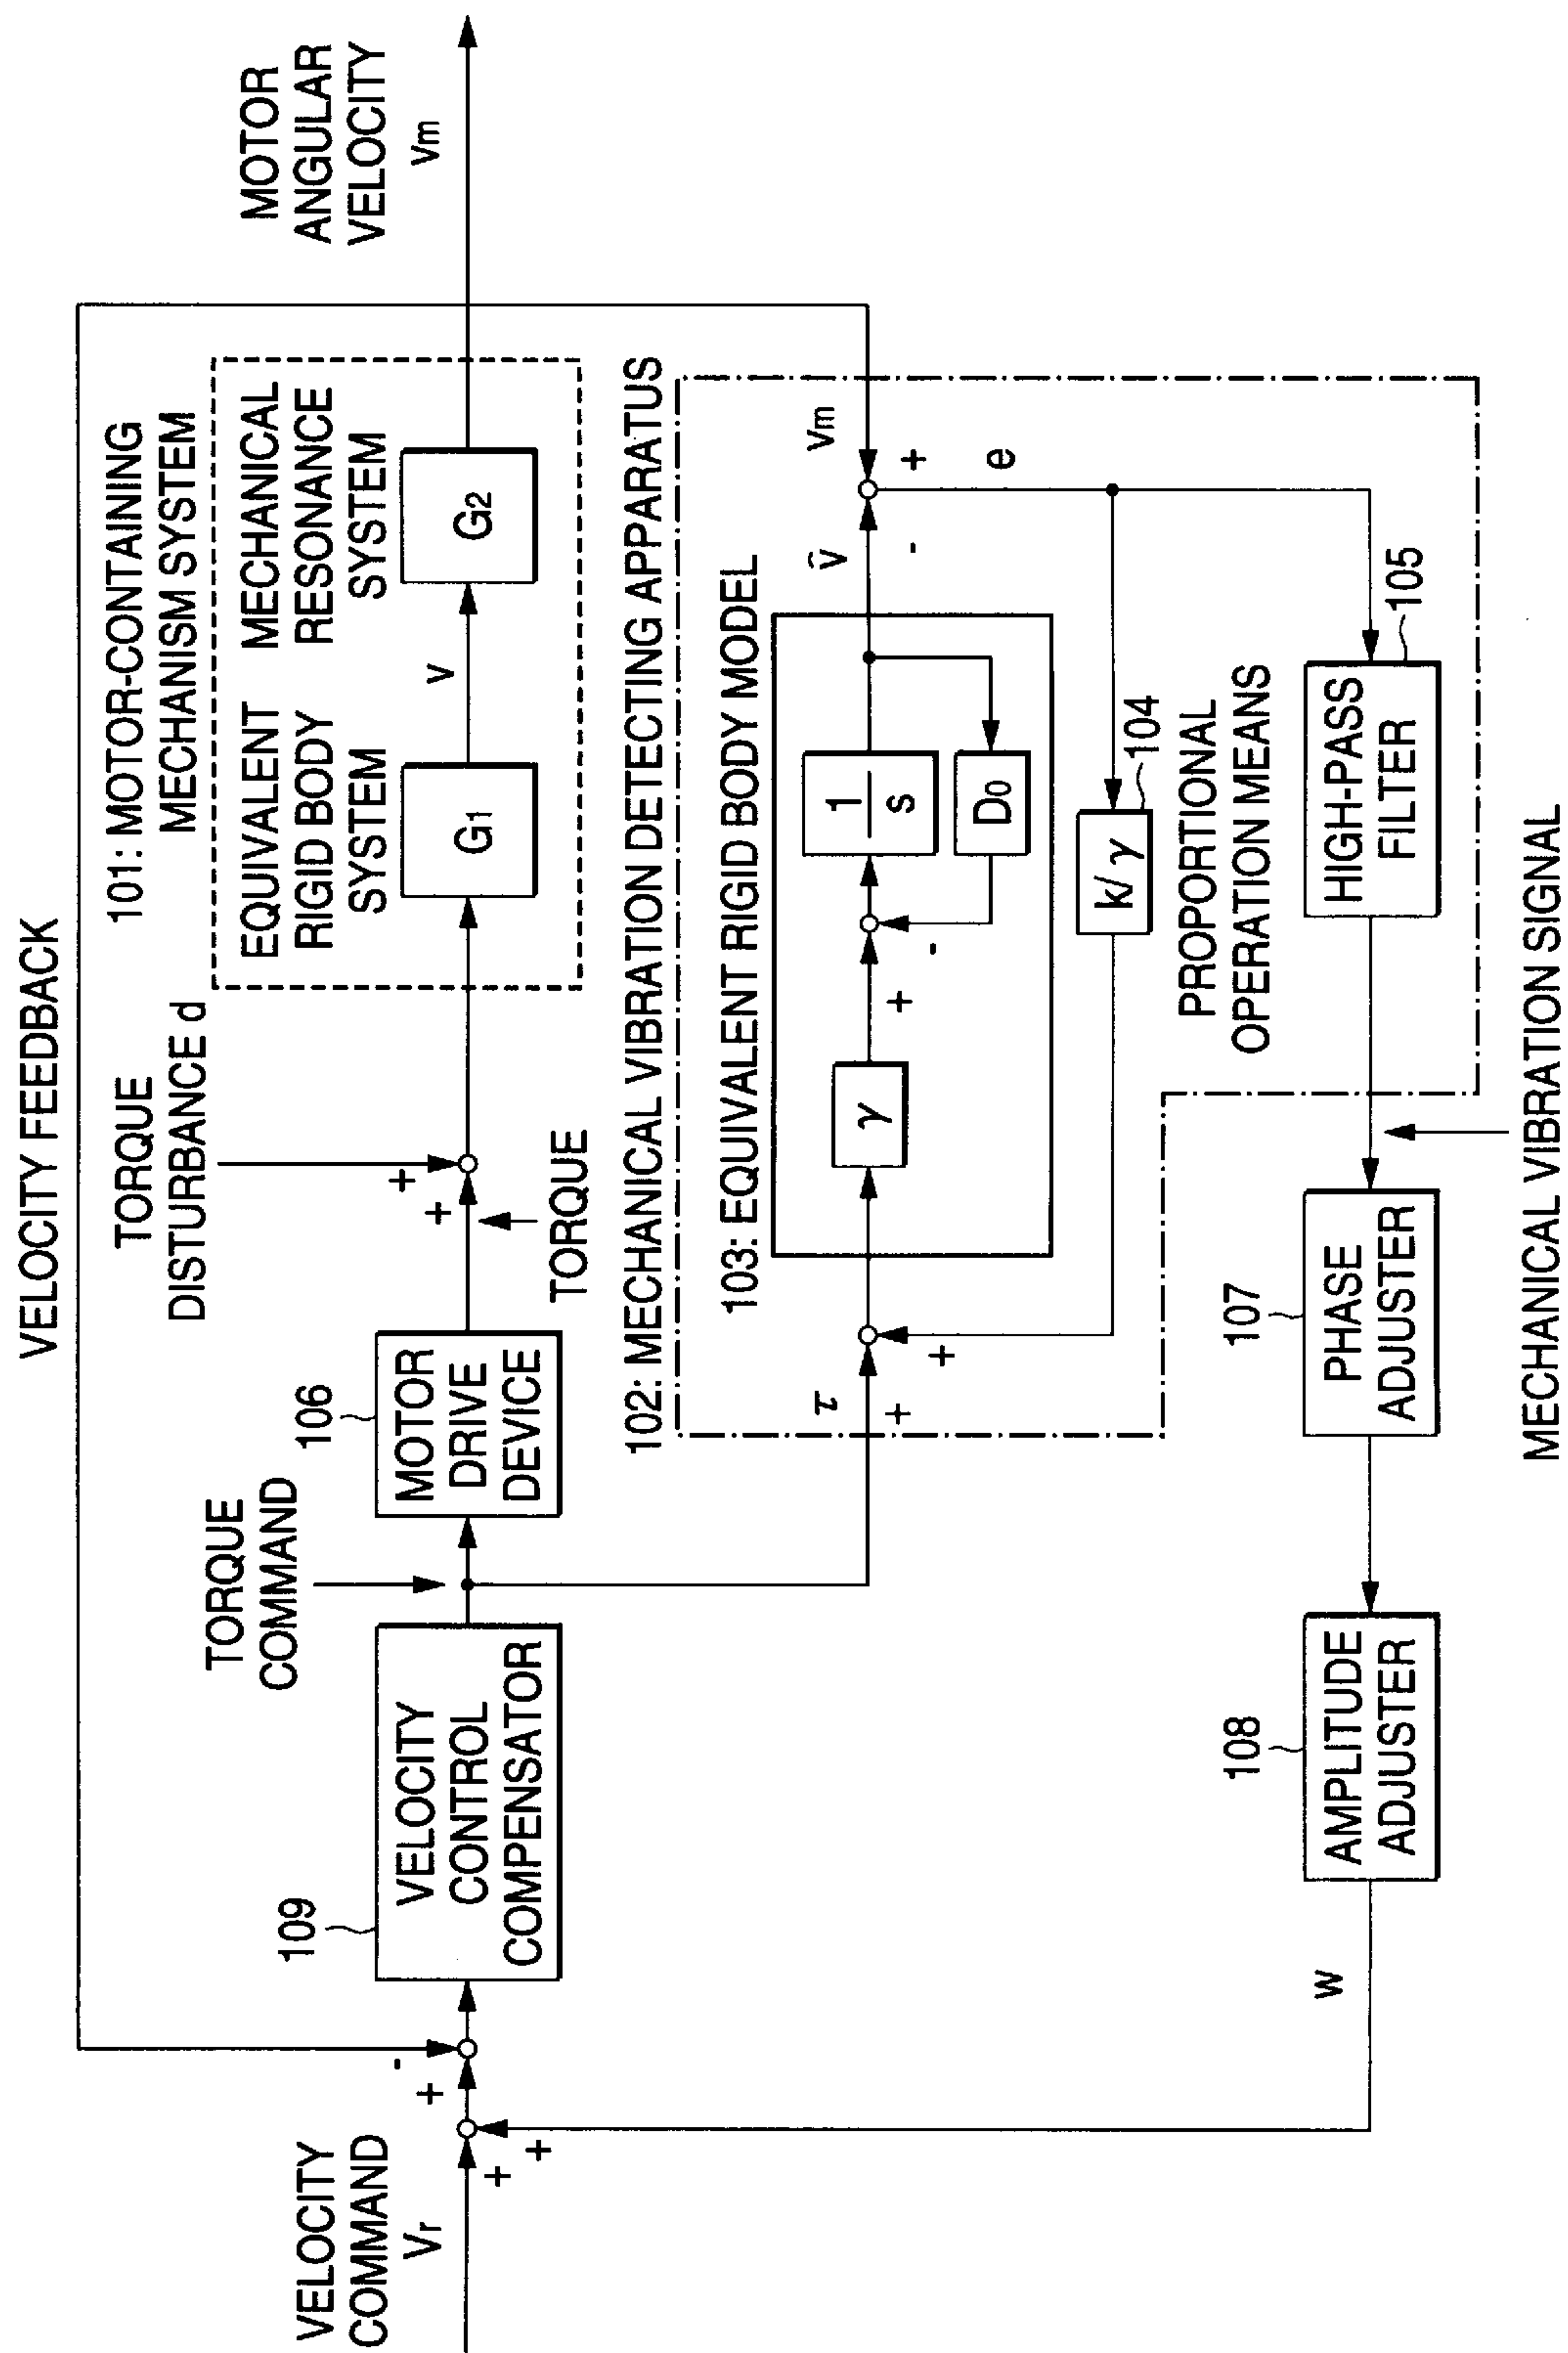 VELOCITY FEEDBACK
VELOCITY
COMMAND
Vr
+
+
+
-
109
VELOCITY
CONTROL
COMPENSATOR
TORQUE
COMMAND
106
MOTOR
DRIVE
DEVICE
TORQUE
DISTURBANCE d
+
+
TORQUE
101: MOTOR-CONTAINING
MECHANISM SYSTEM
EQUIVALENT
RIGID BODY
SYSTEM
G1
v
MECHANICAL
RESONANCE
SYSTEM
G2
MOTOR
ANGULAR
VELOCITY
vm
102: MECHANICAL VIBRATION DETECTING APPARATUS
103: EQUIVALENT RIGID BODY MODEL
τ
+
+
γ
+
-
1
s
D0
v̂
-
vm
+
e
k/γ
104
PROPORTIONAL
OPERATION MEANS
HIGH-PASS
FILTER
105
MECHANICAL VIBRATION SIGNAL
107
PHASE
ADJUSTER
108
AMPLITUDE
ADJUSTER
w